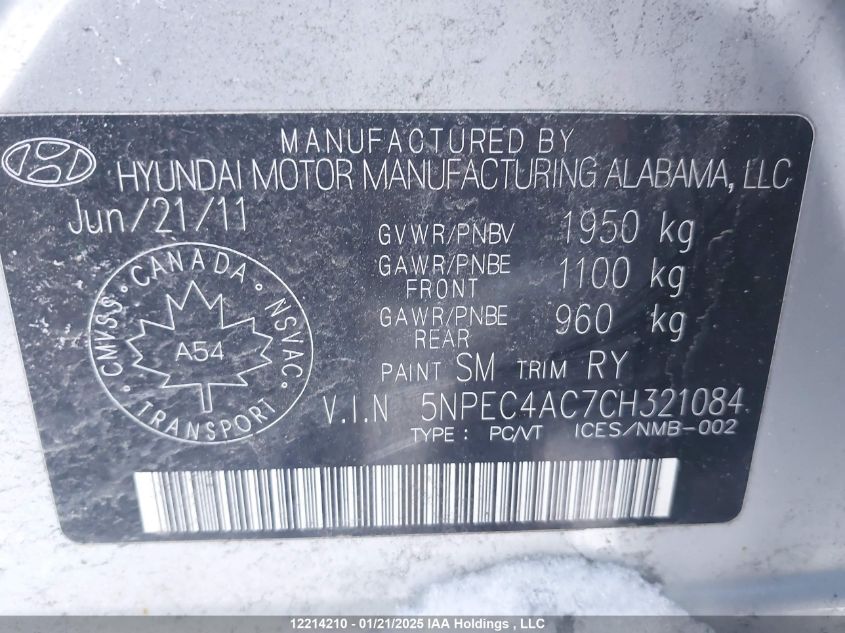 MANUFACTURED BY
HYUNDAI MOTOR MANUFACTURING ALABAMA, LLC
Jun/21/11
GVWR/PNBV 1950 kg
GAWR/PNBE FRONT 1100 kg
GAWR/PNBE REAR 960 kg
CANADA
CMVSS NSVAC
A54
TRANSPORT
PAINT SM TRIM RY
V.I.N 5NPEC4AC7CH321084
TYPE : PC/VT ICES/NMB-002
12214210 - 01/21/2025 IAA Holdings , LLC